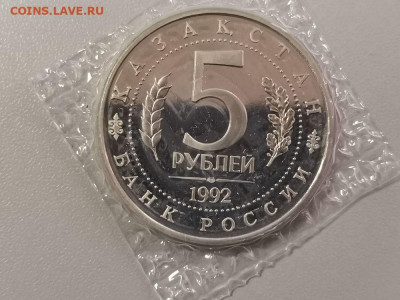 COINS.LAVE.RU
КАЗАХСТАН
5
РУБЛЕЙ
1992
БАНК РОССИИ